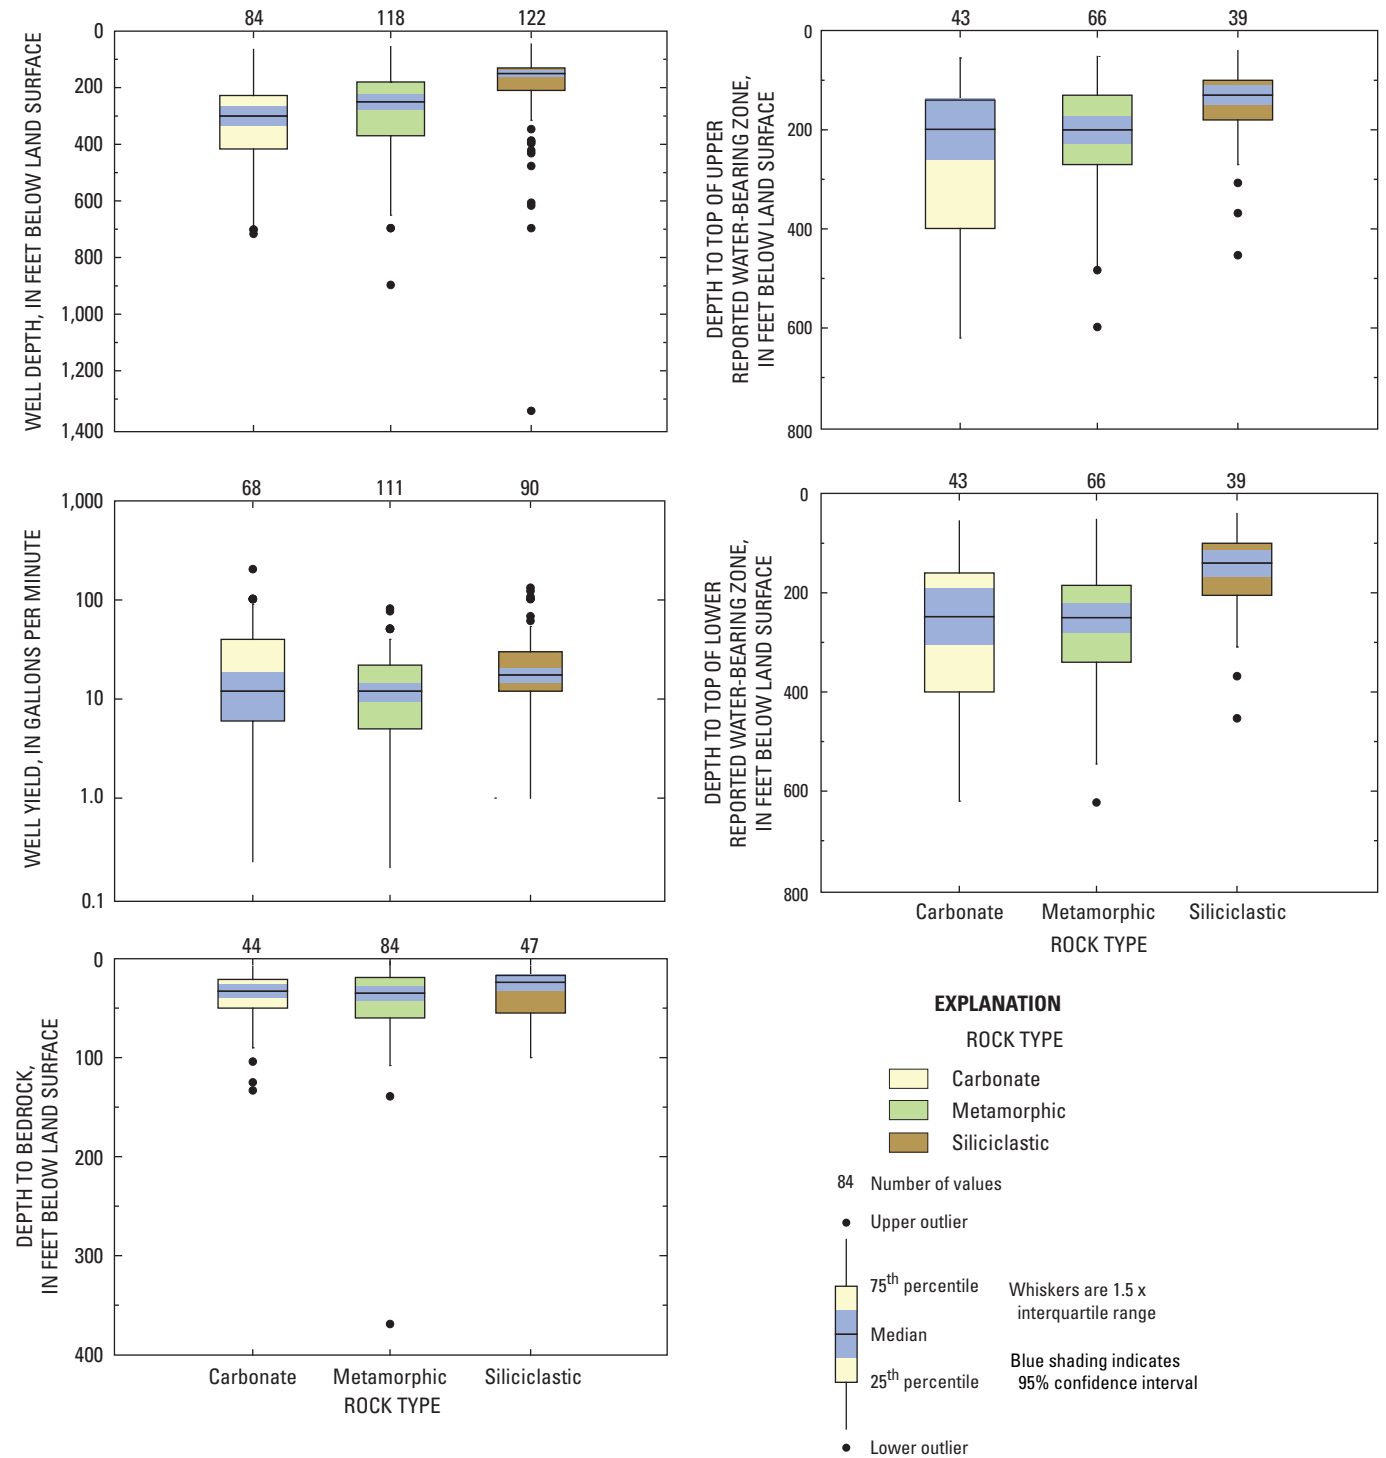 84 118 122
0
200
300
400
600
800
1,000
1,200
1,400
WELL DEPTH, IN FEET BELOW LAND SURFACE
43 66 39
0
200
400
600
800
DEPTH TO TOP OF UPPER
REPORTED WATER-BEARING ZONE,
IN FEET BELOW LAND SURFACE
68 111 90
1,000
100
10
1.0
0.1
WELL YIELD, IN GALLONS PER MINUTE
43 66 39
0
200
400
600
800
DEPTH TO TOP OF LOWER
REPORTED WATER-BEARING ZONE,
IN FEET BELOW LAND SURFACE
Carbonate Metamorphic Siliciclastic
ROCK TYPE
44 84 47
0
100
200
300
400
DEPTH TO BEDROCK,
IN FEET BELOW LAND SURFACE
Carbonate Metamorphic Siliciclastic
ROCK TYPE
EXPLANATION
ROCK TYPE
Carbonate
Metamorphic
Siliciclastic
84 Number of values
Upper outlier
75th percentile
Median
25th percentile
Lower outlier
Whiskers are 1.5 x
interquartile range
Blue shading indicates
95% confidence interval